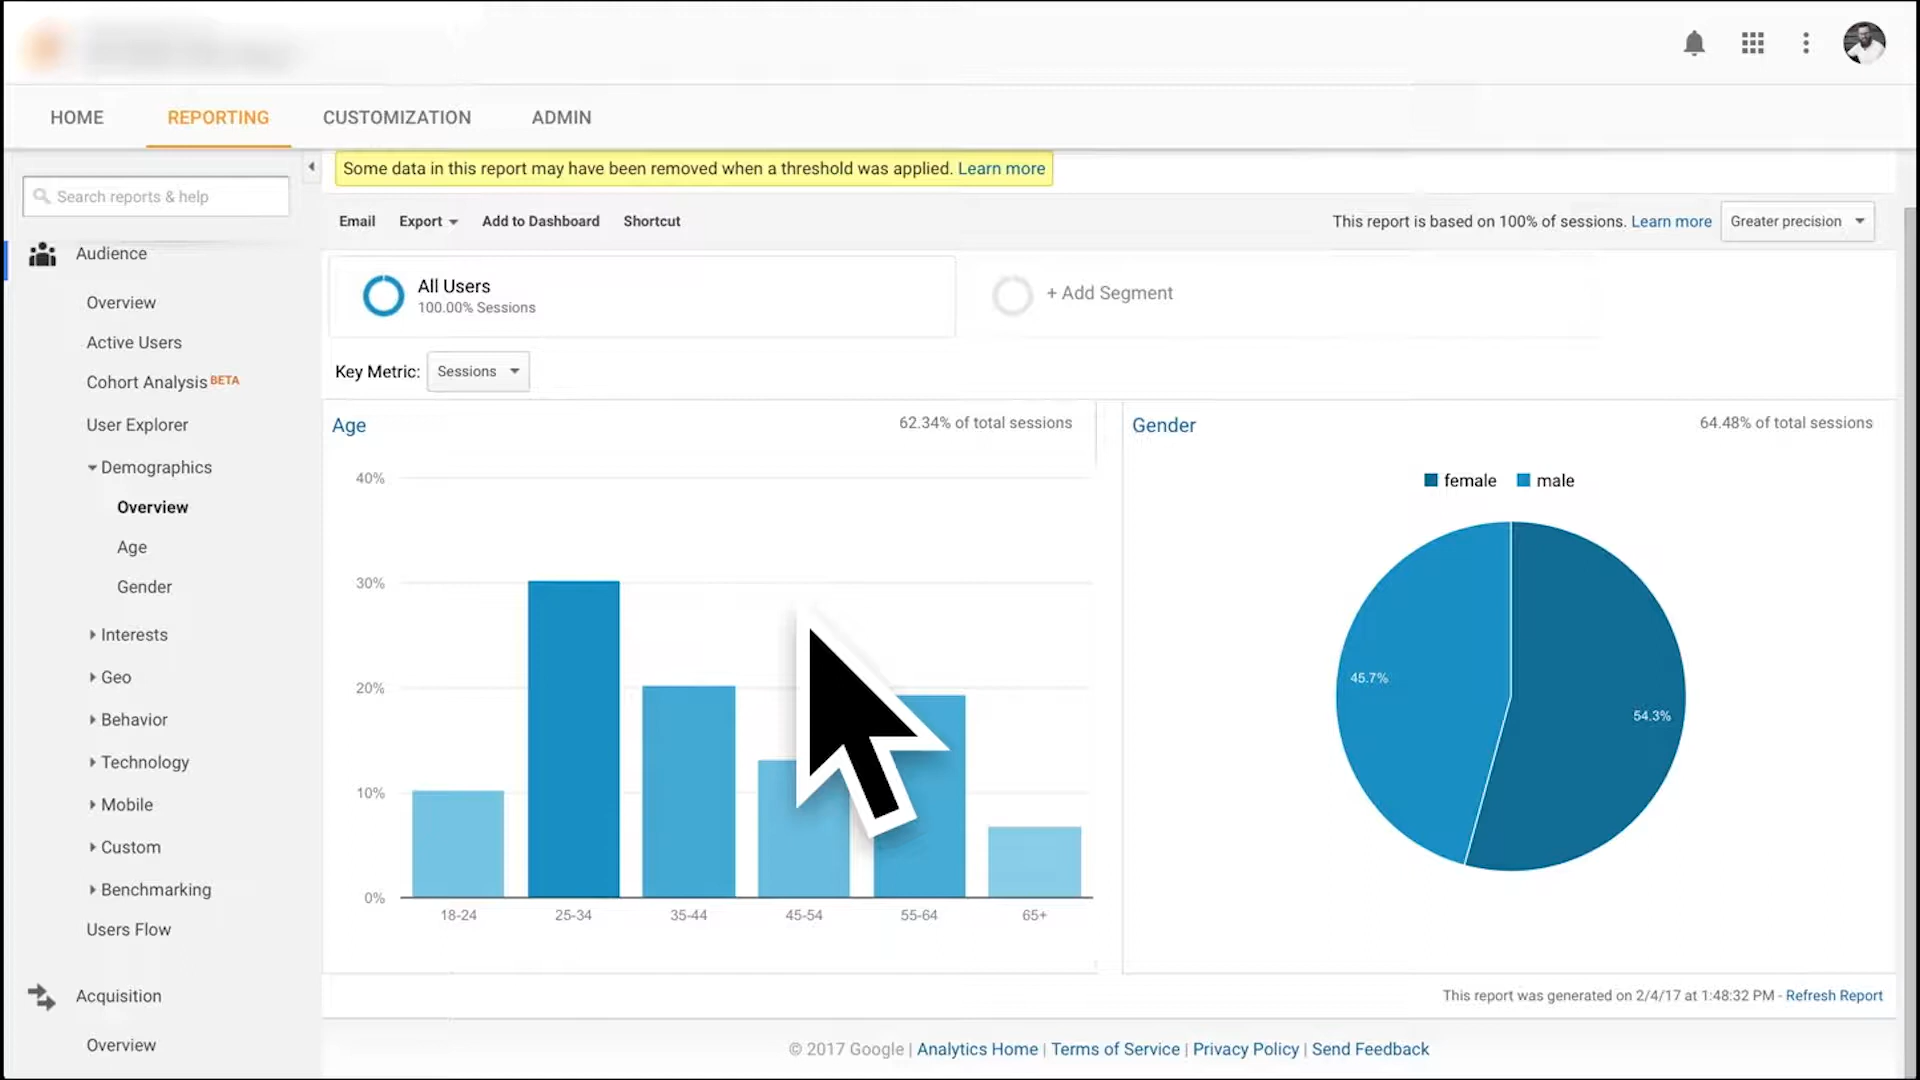 HOME REPORTING CUSTOMIZATION ADMIN
Some data in this report may have been removed when a threshold was applied. Learn more
Search reports & help
Email Export Add to Dashboard Shortcut
This report is based on 100% of sessions. Learn more Greater precision
Audience
Overview
Active Users
Cohort Analysis BETA
User Explorer
Demographics
Overview
Age
Gender
Interests
Geo
Behavior
Technology
Mobile
Custom
Benchmarking
Users Flow
Acquisition
Overview
All Users
100.00% Sessions
+ Add Segment
Key Metric: Sessions
Age 62.34% of total sessions
40%
30%
20%
10%
0%
18-24 25-34 35-44 45-54 55-64 65+
Gender 64.48% of total sessions
female male
45.7%
54.3%
This report was generated on 2/4/17 at 1:48:32 PM - Refresh Report
© 2017 Google | Analytics Home | Terms of Service | Privacy Policy | Send Feedback